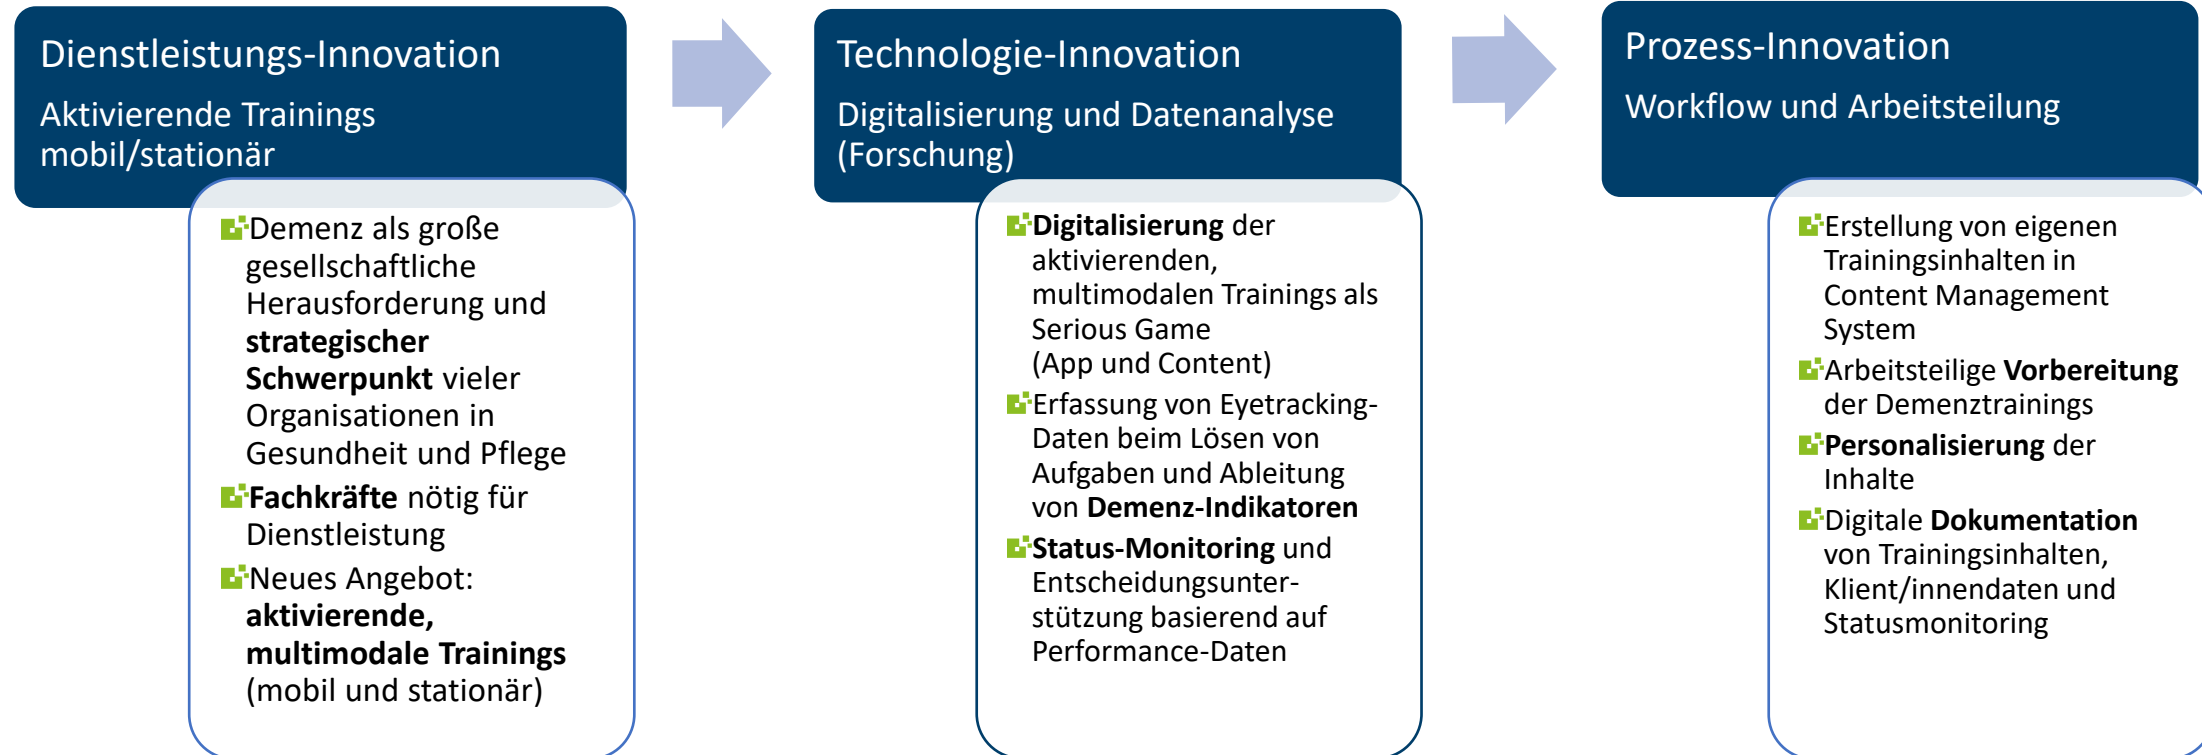 Dienstleistungs-Innovation
Aktivierende Trainings
mobil/stationär
Demenz als große
gesellschaftliche
Herausforderung und
strategischer
Schwerpunkt vieler
Organisationen in
Gesundheit und Pflege
Fachkräfte nötig für
Dienstleistung
Neues Angebot:
aktivierende,
multimodale Trainings
(mobil und stationär)
Technologie-Innovation
Digitalisierung und Datenanalyse
(Forschung)
Digitalisierung der
aktivierenden,
multimodalen Trainings als
Serious Game
(App und Content)
Erfassung von Eyetracking-
Daten beim Lösen von
Aufgaben und Ableitung
von Demenz-Indikatoren
Status-Monitoring und
Entscheidungsunter-
stützung basierend auf
Performance-Daten
Prozess-Innovation
Workflow und Arbeitsteilung
Erstellung von eigenen
Trainingsinhalten in
Content Management
System
Arbeitsteilige Vorbereitung
der Demenztrainings
Personalisierung der
Inhalte
Digitale Dokumentation
von Trainingsinhalten,
Klient/innendaten und
Statusmonitoring